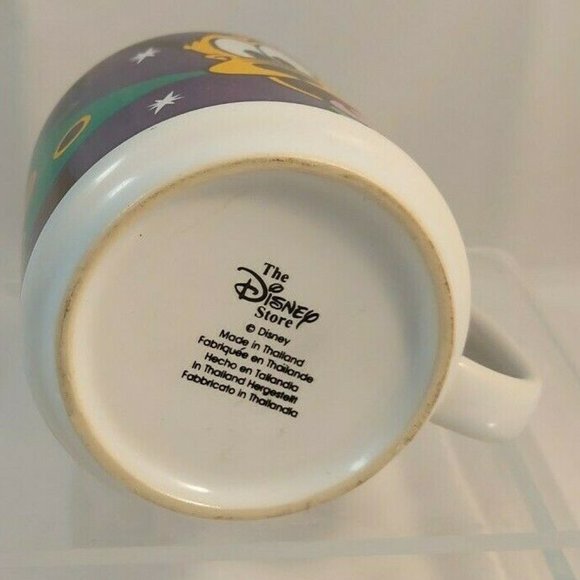 The
Disney
Store
© Disney
Made in Thailand
Fabriquée en Thaïlande
Hecho en Tailandia
In Thailand Hergestellt
Fabbricato in Thailandia